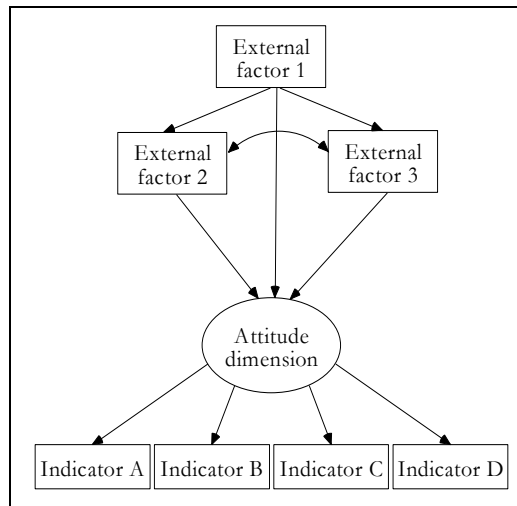 External
factor 1
External
factor 2
External
factor 3
Attitude
dimension
Indicator A
Indicator B
Indicator C
Indicator D